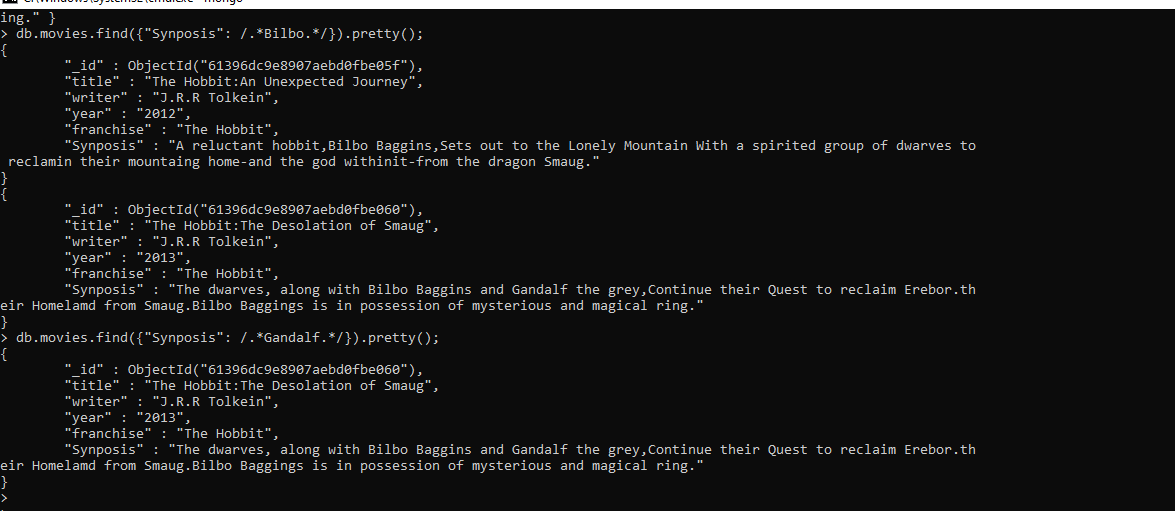 ing." }
> db.movies.find({"Synposis": /.*Bilbo.*/}).pretty();
{
        "_id" : ObjectId("61396dc9e8907aebd0fbe05f"),
        "title" : "The Hobbit:An Unexpected Journey",
        "writer" : "J.R.R Tolkein",
        "year" : "2012",
        "franchise" : "The Hobbit",
        "Synposis" : "A reluctant hobbit,Bilbo Baggins,Sets out to the Lonely Mountain With a spirited group of dwarves to
 reclamin their mountaing home-and the god withinit-from the dragon Smaug."
}
{
        "_id" : ObjectId("61396dc9e8907aebd0fbe060"),
        "title" : "The Hobbit:The Desolation of Smaug",
        "writer" : "J.R.R Tolkein",
        "year" : "2013",
        "franchise" : "The Hobbit",
        "Synposis" : "The dwarves, along with Bilbo Baggins and Gandalf the grey,Continue their Quest to reclaim Erebor.th
eir Homelamd from Smaug.Bilbo Baggings is in possession of mysterious and magical ring."
}
> db.movies.find({"Synposis": /.*Gandalf.*/}).pretty();
{
        "_id" : ObjectId("61396dc9e8907aebd0fbe060"),
        "title" : "The Hobbit:The Desolation of Smaug",
        "writer" : "J.R.R Tolkein",
        "year" : "2013",
        "franchise" : "The Hobbit",
        "Synposis" : "The dwarves, along with Bilbo Baggins and Gandalf the grey,Continue their Quest to reclaim Erebor.th
eir Homelamd from Smaug.Bilbo Baggings is in possession of mysterious and magical ring."
}
>